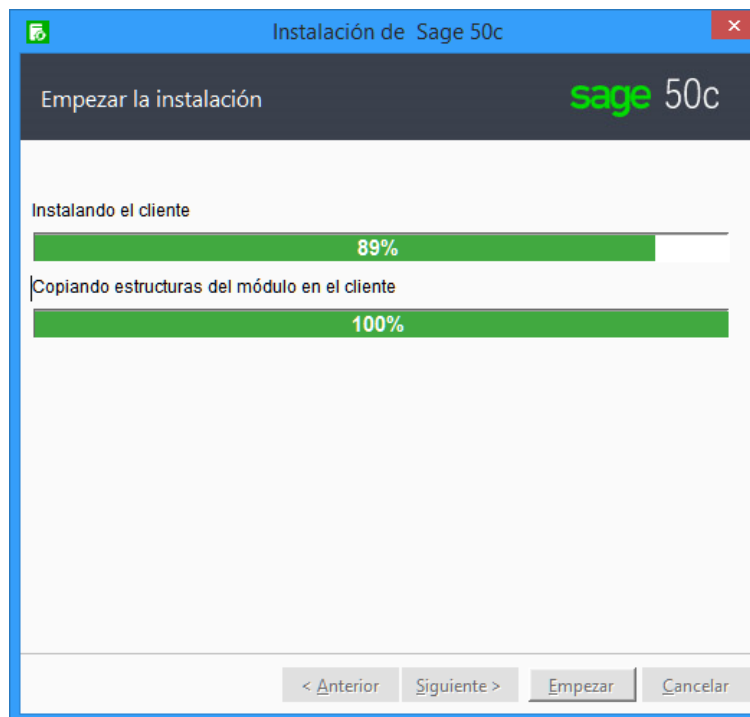 Instalación de Sage 50c
Empezar la instalación
sage 50c
Instalando el cliente
89%
Copiando estructuras del módulo en el cliente
100%
< Anterior
Siguiente >
Empezar
Cancelar